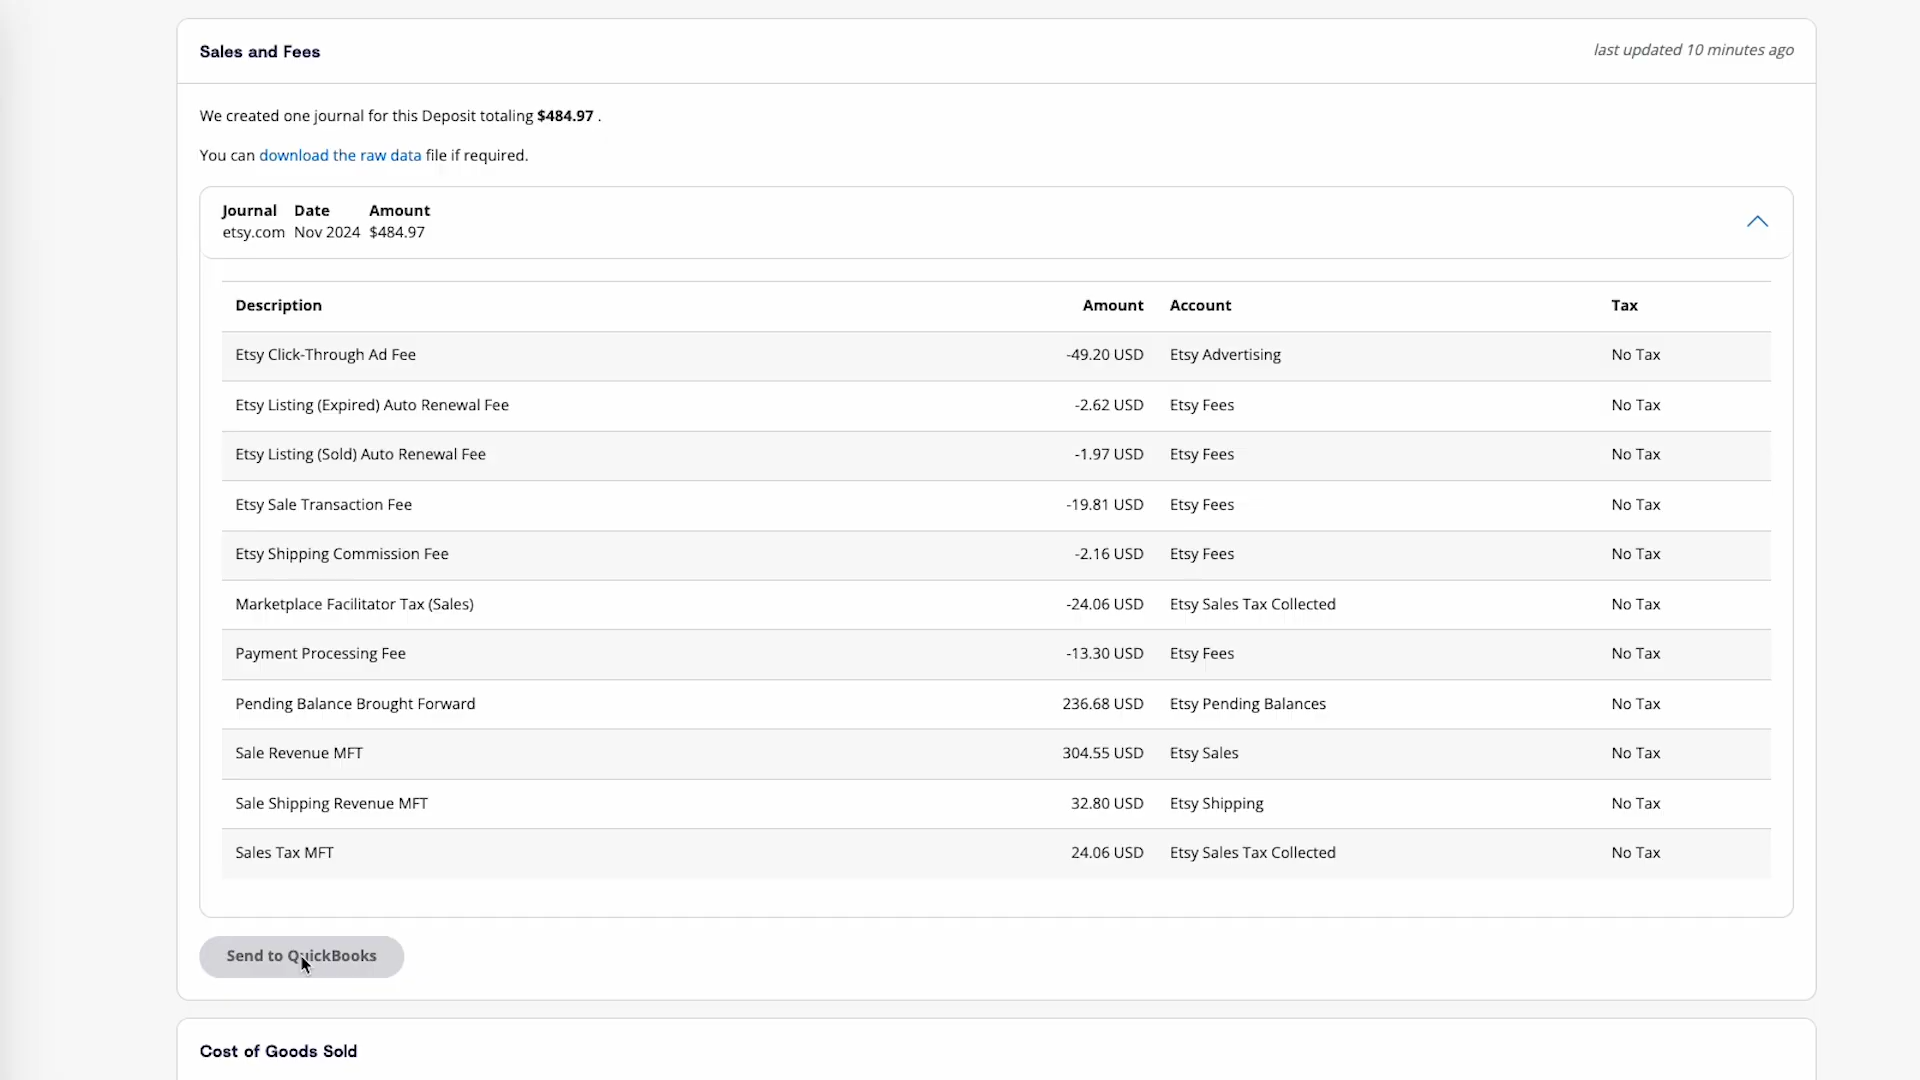 Sales and Fees
last updated 10 minutes ago
We created one journal for this Deposit totaling $484.97 .
You can download the raw data file if required.
Journal Date Amount
etsy.com Nov 2024 $484.97
Description Amount Account Tax
Etsy Click-Through Ad Fee -49.20 USD Etsy Advertising No Tax
Etsy Listing (Expired) Auto Renewal Fee -2.62 USD Etsy Fees No Tax
Etsy Listing (Sold) Auto Renewal Fee -1.97 USD Etsy Fees No Tax
Etsy Sale Transaction Fee -19.81 USD Etsy Fees No Tax
Etsy Shipping Commission Fee -2.16 USD Etsy Fees No Tax
Marketplace Facilitator Tax (Sales) -24.06 USD Etsy Sales Tax Collected No Tax
Payment Processing Fee -13.30 USD Etsy Fees No Tax
Pending Balance Brought Forward 236.68 USD Etsy Pending Balances No Tax
Sale Revenue MFT 304.55 USD Etsy Sales No Tax
Sale Shipping Revenue MFT 32.80 USD Etsy Shipping No Tax
Sales Tax MFT 24.06 USD Etsy Sales Tax Collected No Tax
Send to QuickBooks
Cost of Goods Sold